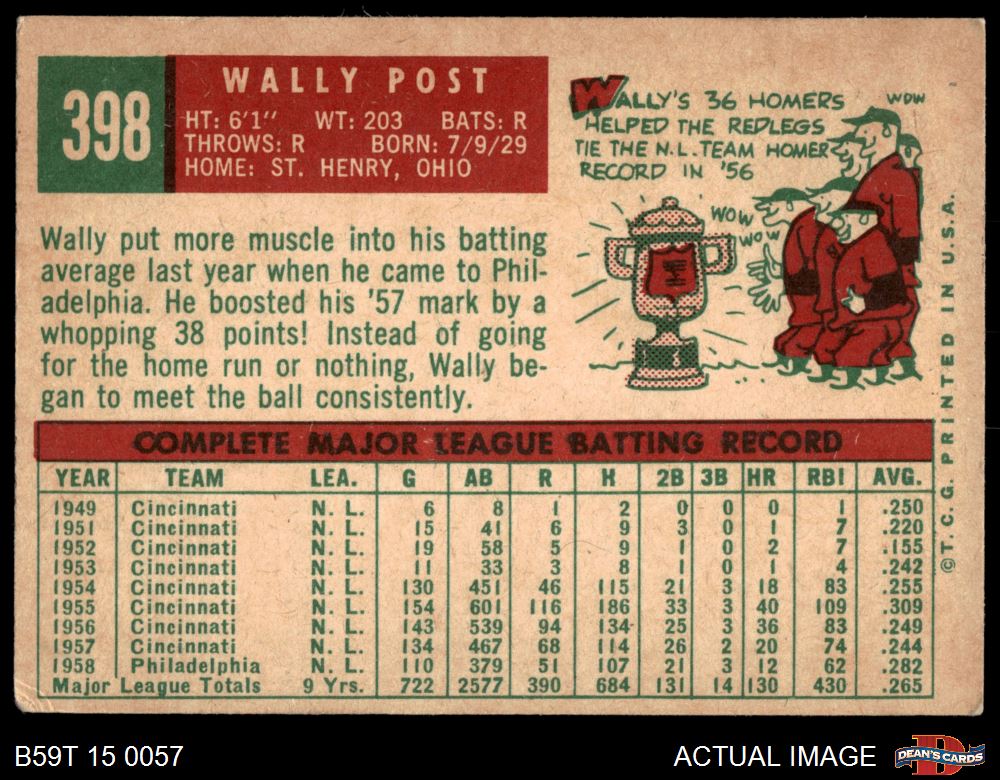 398
WALLY POST
HT: 6'1" WT: 203 BATS: R
THROWS: R BORN: 7/9/29
HOME: ST. HENRY, OHIO
WALLY'S 36 HOMERS
HELPED THE REDLEGS
TIE THE N.L. TEAM HOMER
RECORD IN '56
WOW
WOW
WOW
Wally put more muscle into his batting
average last year when he came to Phil-
adelphia. He boosted his '57 mark by a
whopping 38 points! Instead of going
for the home run or nothing, Wally be-
gan to meet the ball consistently.
COMPLETE MAJOR LEAGUE BATTING RECORD
YEAR TEAM LEA. G AB R H 2B 3B HR RBI AVG.
1949 Cincinnati N. L. 6 8 1 2 0 0 0 1 .250
1951 Cincinnati N. L. 15 41 6 9 3 0 1 7 .220
1952 Cincinnati N. L. 19 58 5 9 1 0 2 7 .155
1953 Cincinnati N. L. 11 33 3 8 1 0 1 4 .242
1954 Cincinnati N. L. 130 451 46 115 21 3 18 83 .255
1955 Cincinnati N. L. 154 601 116 186 33 3 40 109 .309
1956 Cincinnati N. L. 143 539 94 134 25 3 36 83 .249
1957 Cincinnati N. L. 134 467 68 114 26 2 20 74 .244
1958 Philadelphia N. L. 110 379 51 107 21 3 12 62 .282
Major League Totals 9 Yrs. 722 2577 390 684 131 14 130 430 .265
©T. C. G. PRINTED IN U.S.A.
B59T 15 0057
ACTUAL IMAGE
DEAN'S CARDS